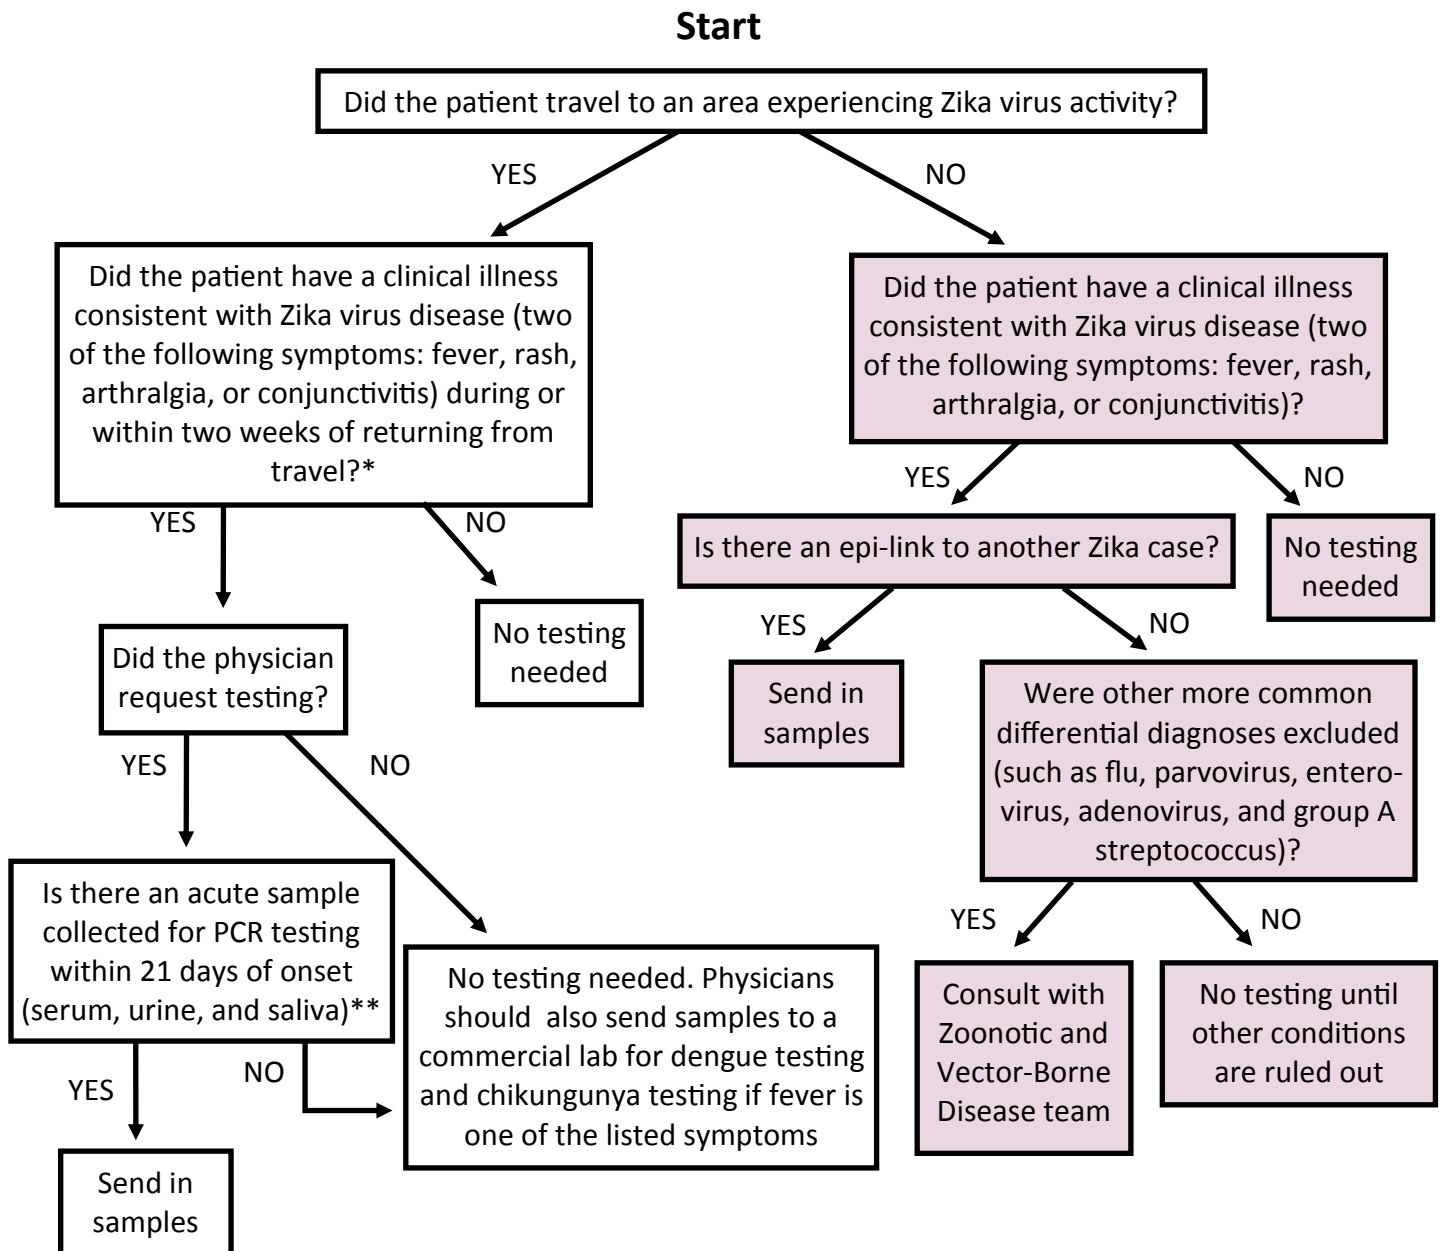 Start
Did the patient travel to an area experiencing Zika virus activity?
YES
NO
Did the patient have a clinical illness
consistent with Zika virus disease (two
of the following symptoms: fever, rash,
arthralgia, or conjunctivitis) during or
within two weeks of returning from
travel?*
Did the patient have a clinical illness
consistent with Zika virus disease (two
of the following symptoms: fever, rash,
arthralgia, or conjunctivitis)?
YES
NO
YES
NO
Is there an epi-link to another Zika case?
No testing
needed
No testing
needed
YES
NO
Did the physician
request testing?
Send in
samples
Were other more common
differential diagnoses excluded
(such as flu, parvovirus, entero-
virus, adenovirus, and group A
streptococcus)?
YES
NO
Is there an acute sample
collected for PCR testing
within 21 days of onset
(serum, urine, and saliva)**
YES
NO
No testing needed. Physicians
should also send samples to a
commercial lab for dengue testing
and chikungunya testing if fever is
one of the listed symptoms
Consult with
Zoonotic and
Vector-Borne
Disease team
No testing until
other conditions
are ruled out
YES
NO
Send in
samples